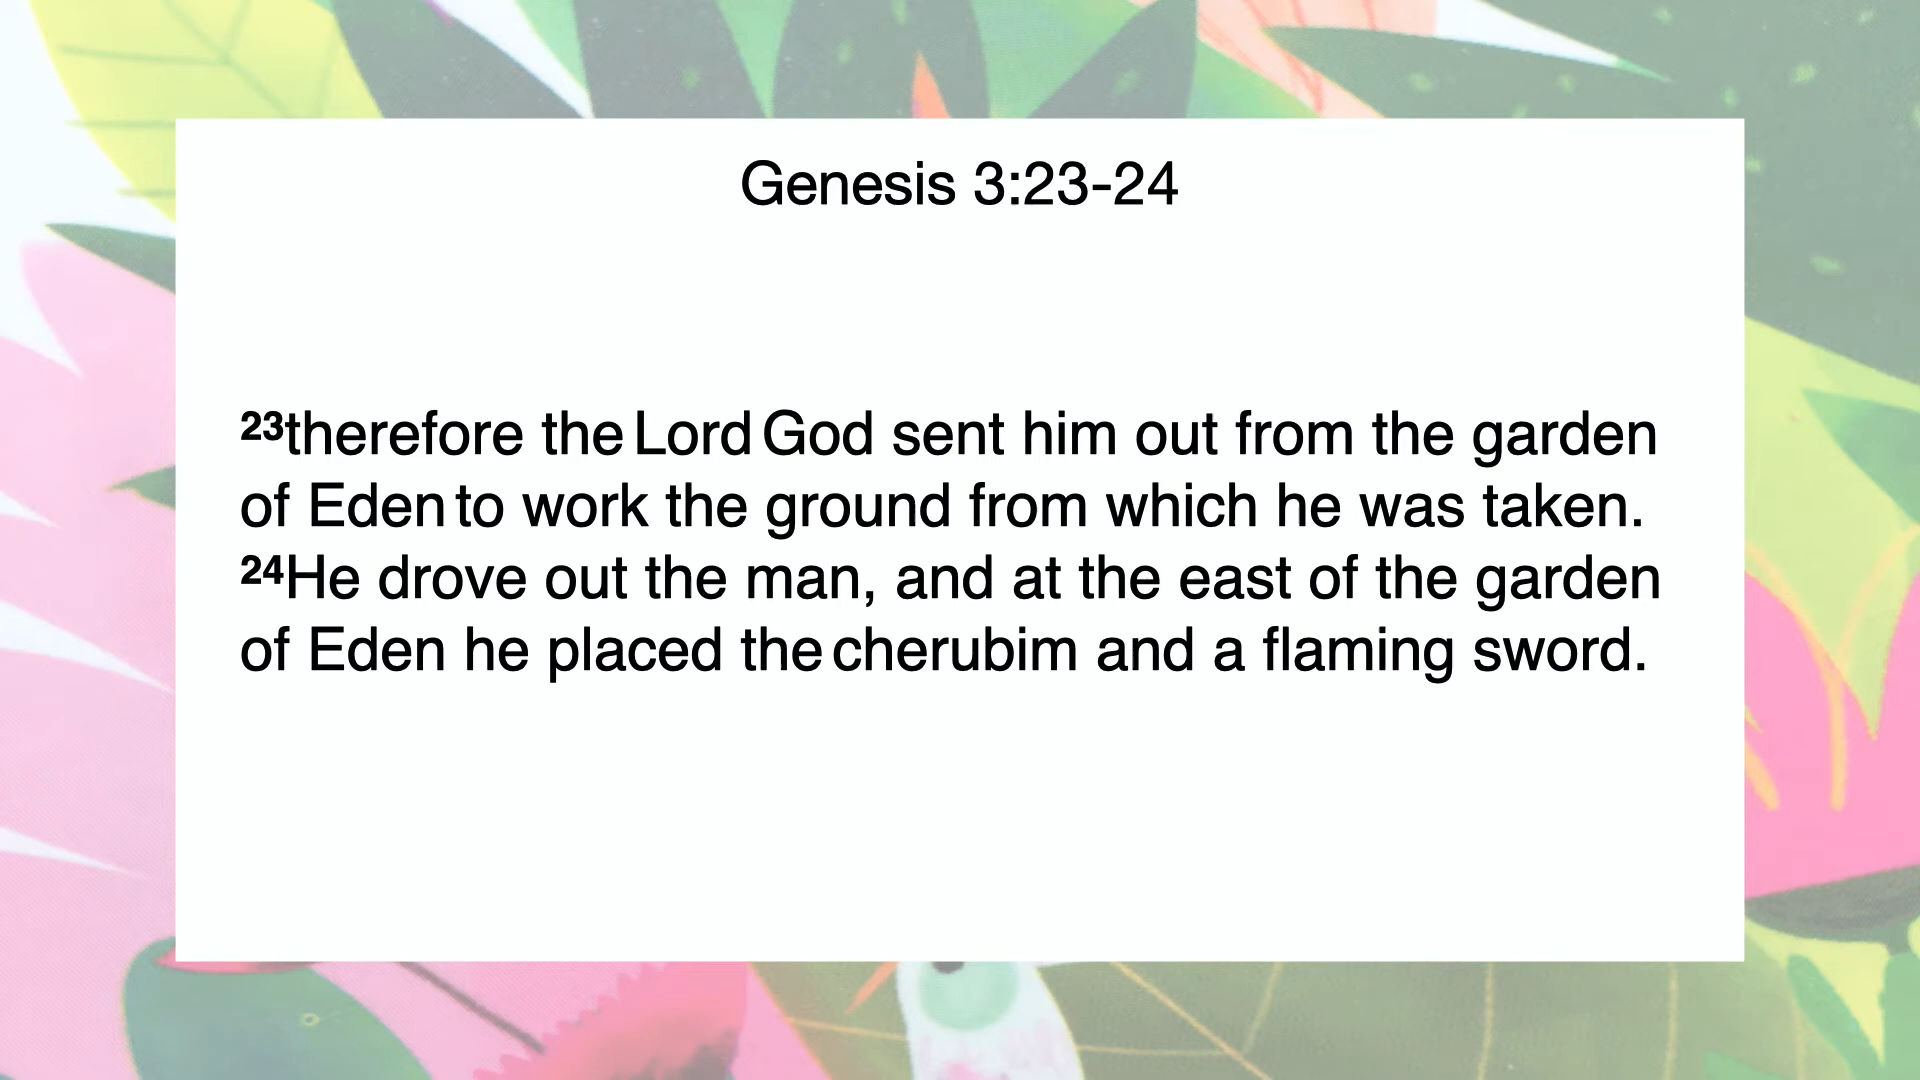 Genesis 3:23-24
²³therefore the Lord God sent him out from the garden
of Eden to work the ground from which he was taken.
²⁴He drove out the man, and at the east of the garden
of Eden he placed the cherubim and a flaming sword.